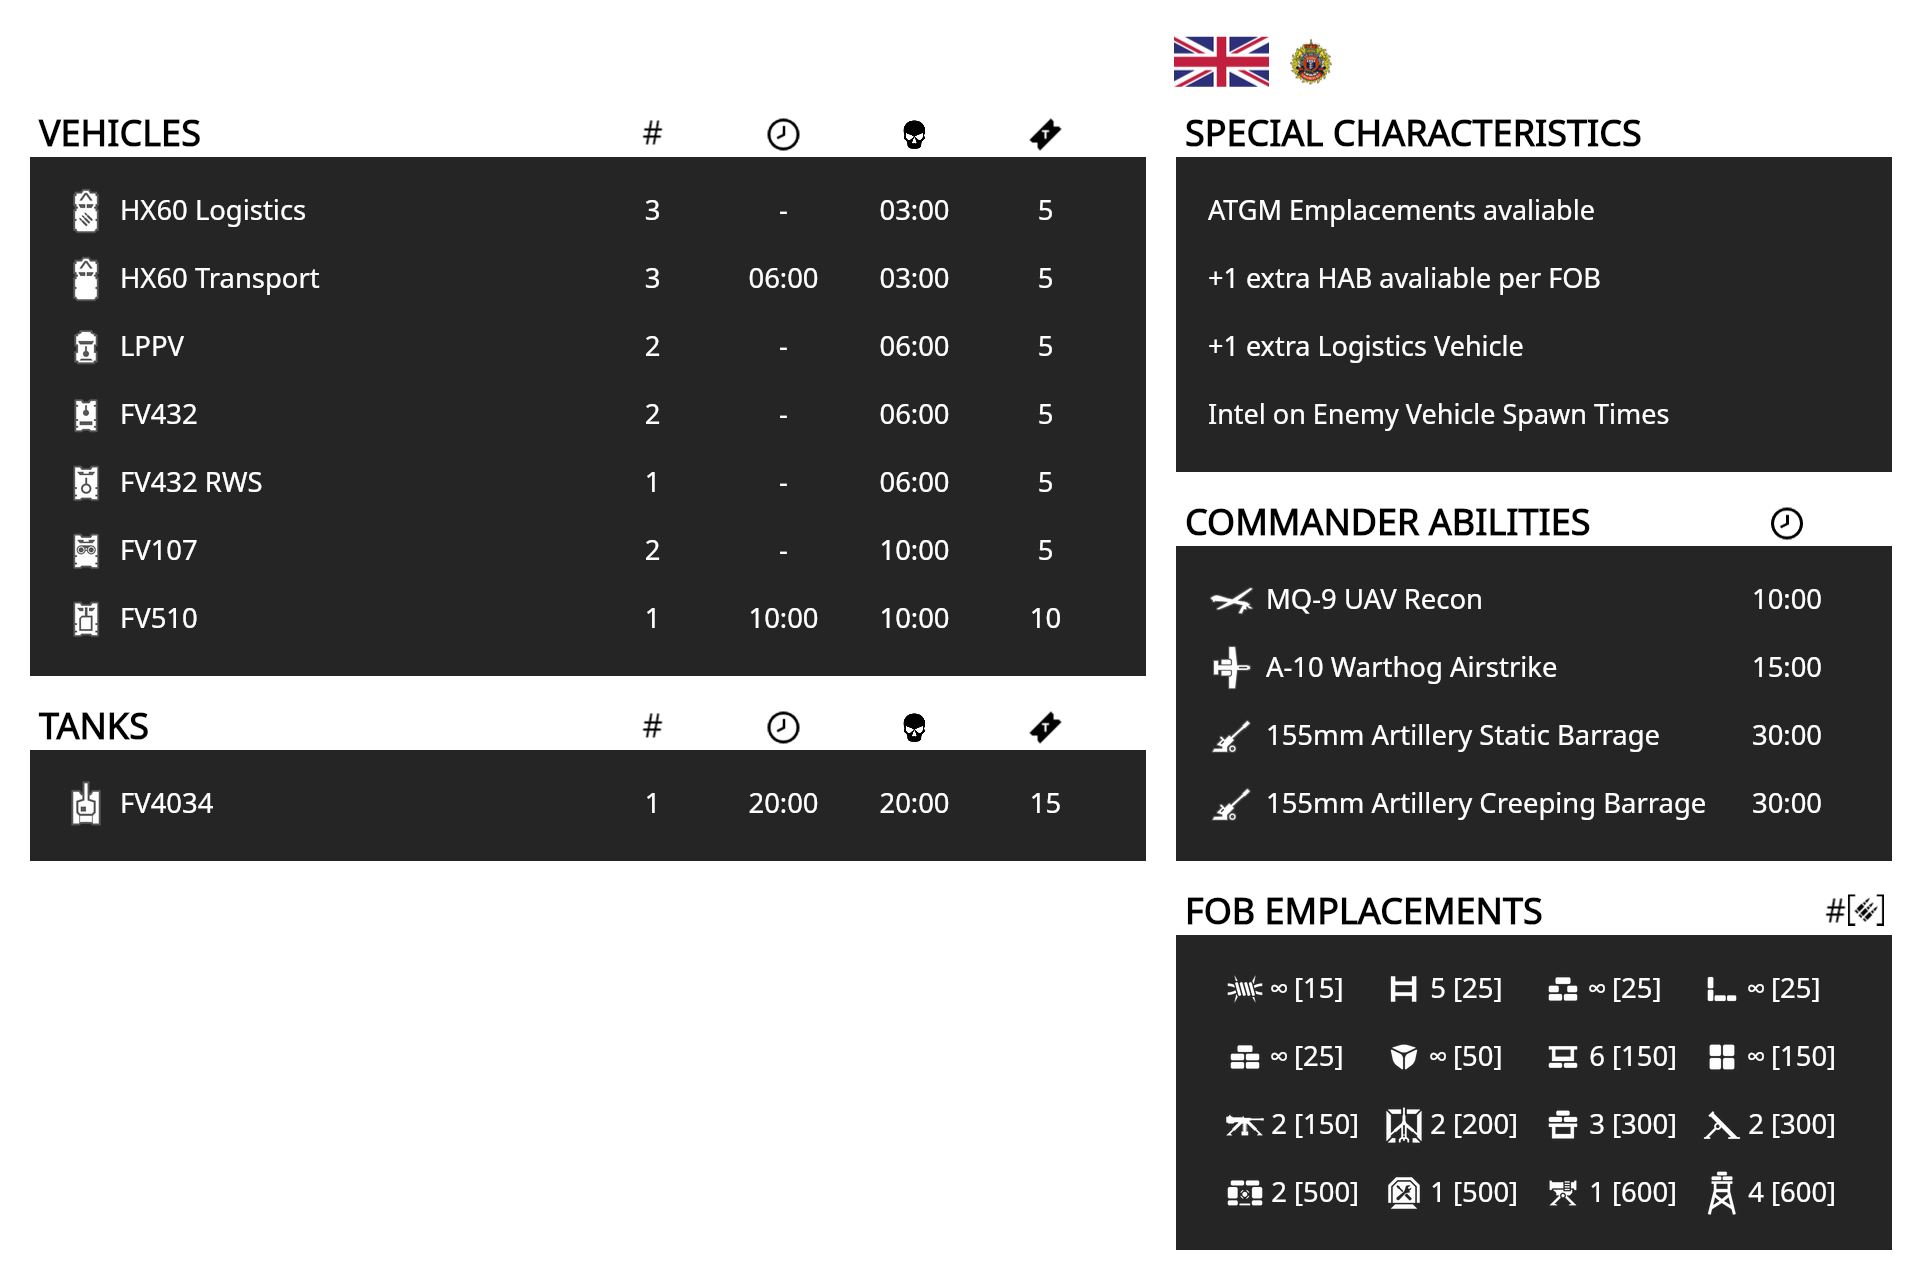 VEHICLES #
HX60 Logistics 3 - 03:00 5
HX60 Transport 3 06:00 03:00 5
LPPV 2 - 06:00 5
FV432 2 - 06:00 5
FV432 RWS 1 - 06:00 5
FV107 2 - 10:00 5
FV510 1 10:00 10:00 10
TANKS #
FV4034 1 20:00 20:00 15
SPECIAL CHARACTERISTICS
ATGM Emplacements avaliable
+1 extra HAB avaliable per FOB
+1 extra Logistics Vehicle
Intel on Enemy Vehicle Spawn Times
COMMANDER ABILITIES
MQ-9 UAV Recon 10:00
A-10 Warthog Airstrike 15:00
155mm Artillery Static Barrage 30:00
155mm Artillery Creeping Barrage 30:00
FOB EMPLACEMENTS #[]
∞ [15] 5 [25] ∞ [25] ∞ [25]
∞ [25] ∞ [50] 6 [150] ∞ [150]
2 [150] 2 [200] 3 [300] 2 [300]
2 [500] 1 [500] 1 [600] 4 [600]